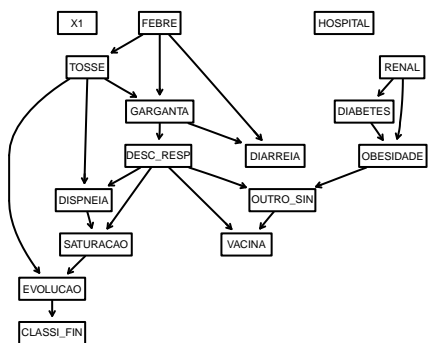 X1
FEBRE
HOSPITAL
TOSSE
RENAL
GARGANTA
DIABETES
DESC_RESP
DIARREIA
OBESIDADE
DISPNEIA
OUTRO_SIN
SATURACAO
VACINA
EVOLUCAO
CLASSI_FIN